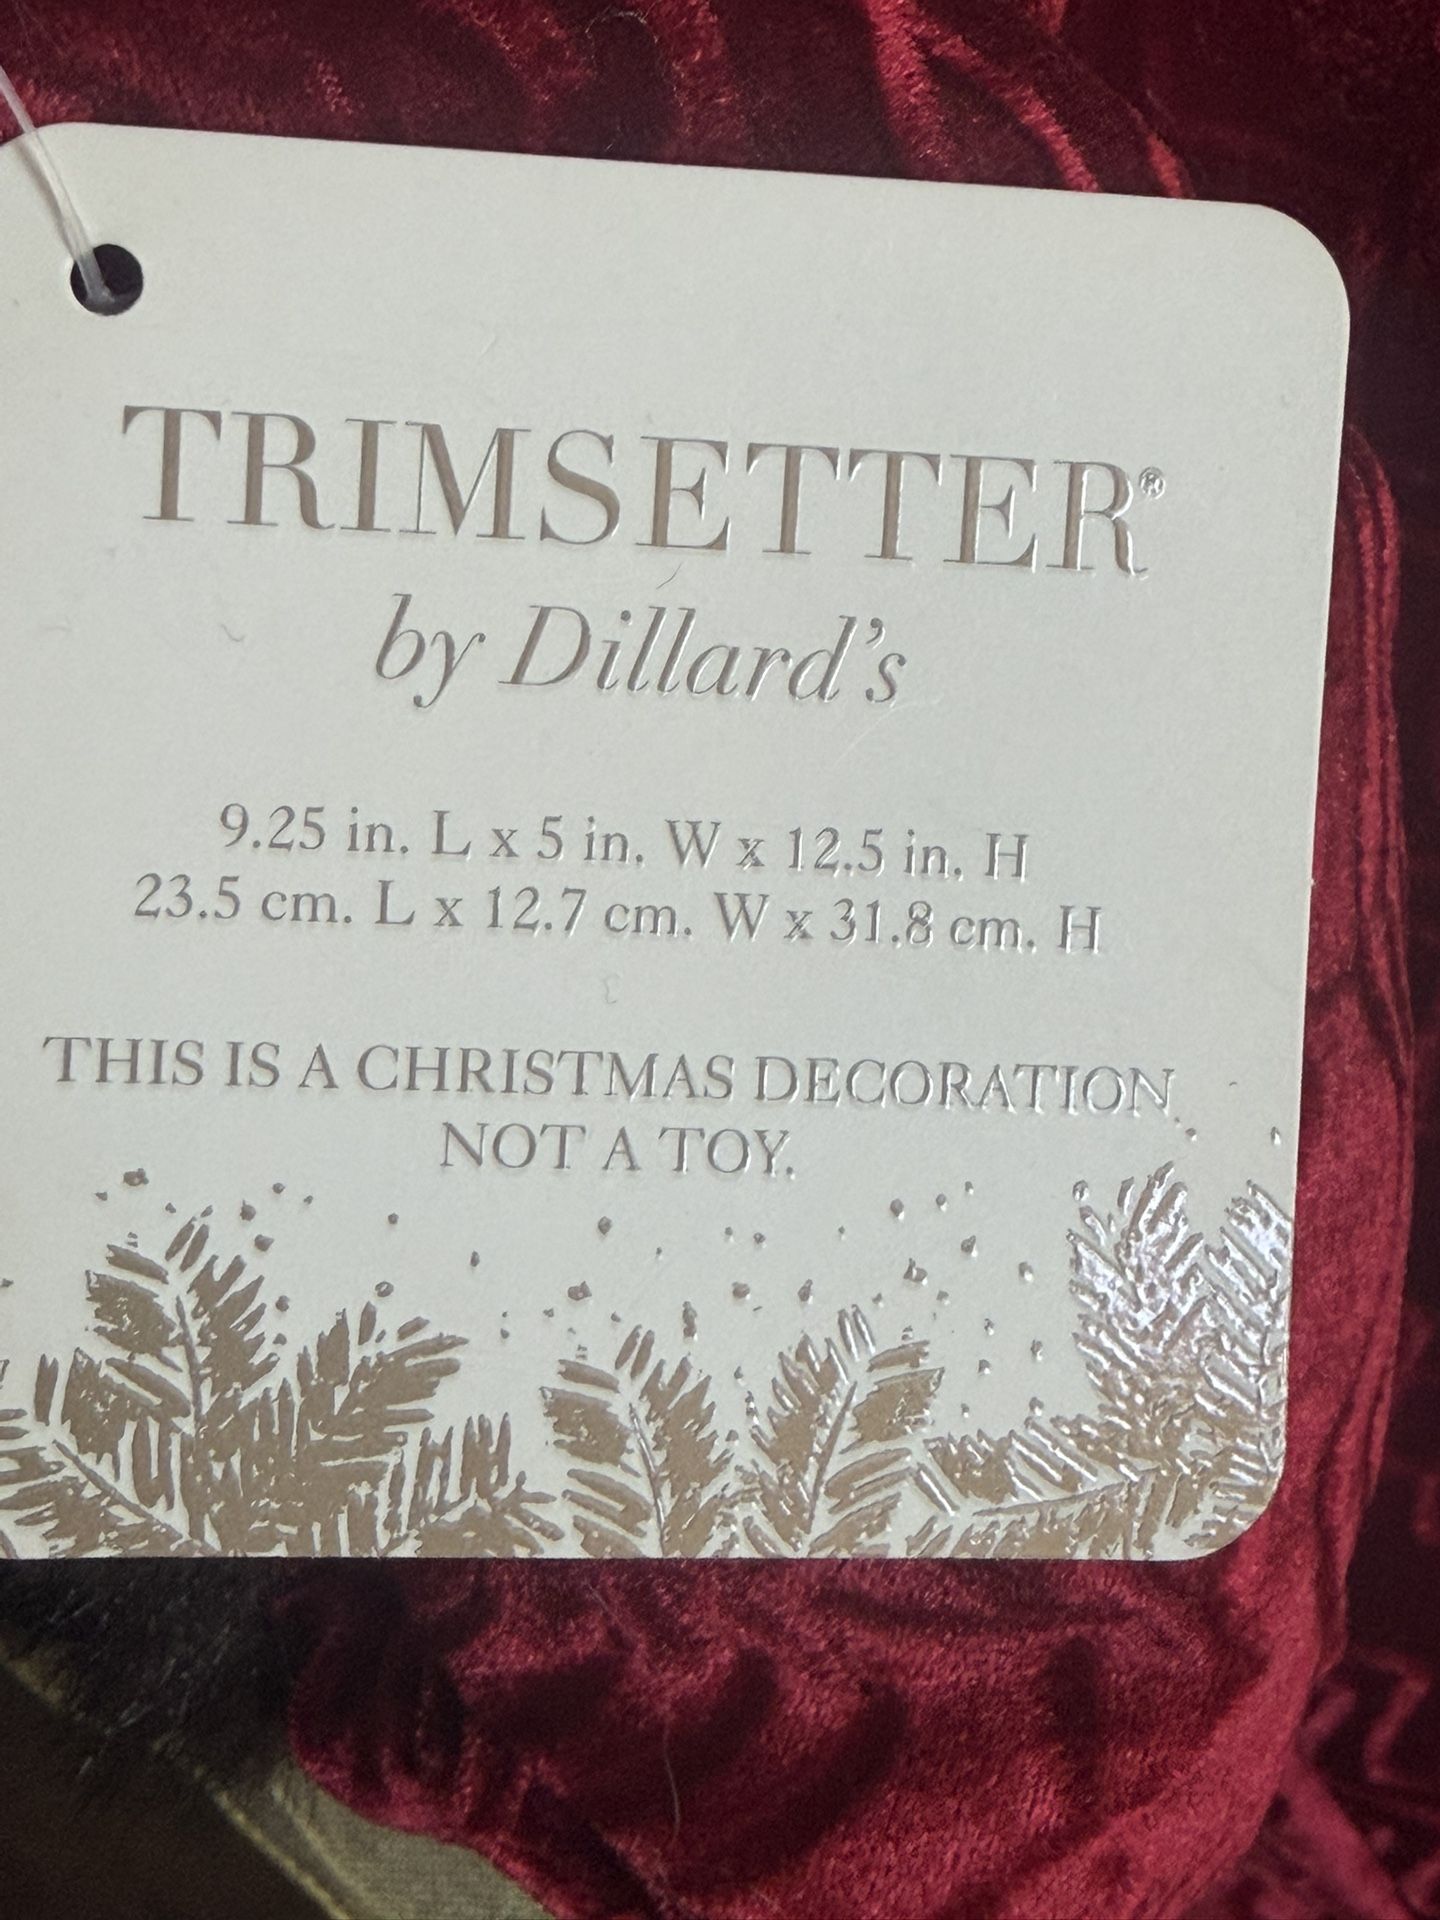 TRIMSETTER®
by Dillard's
9.25 in. L x 5 in. W x 12.5 in. H
23.5 cm. L x 12.7 cm. W x 31.8 cm. H
THIS IS A CHRISTMAS DECORATION.
NOT A TOY.